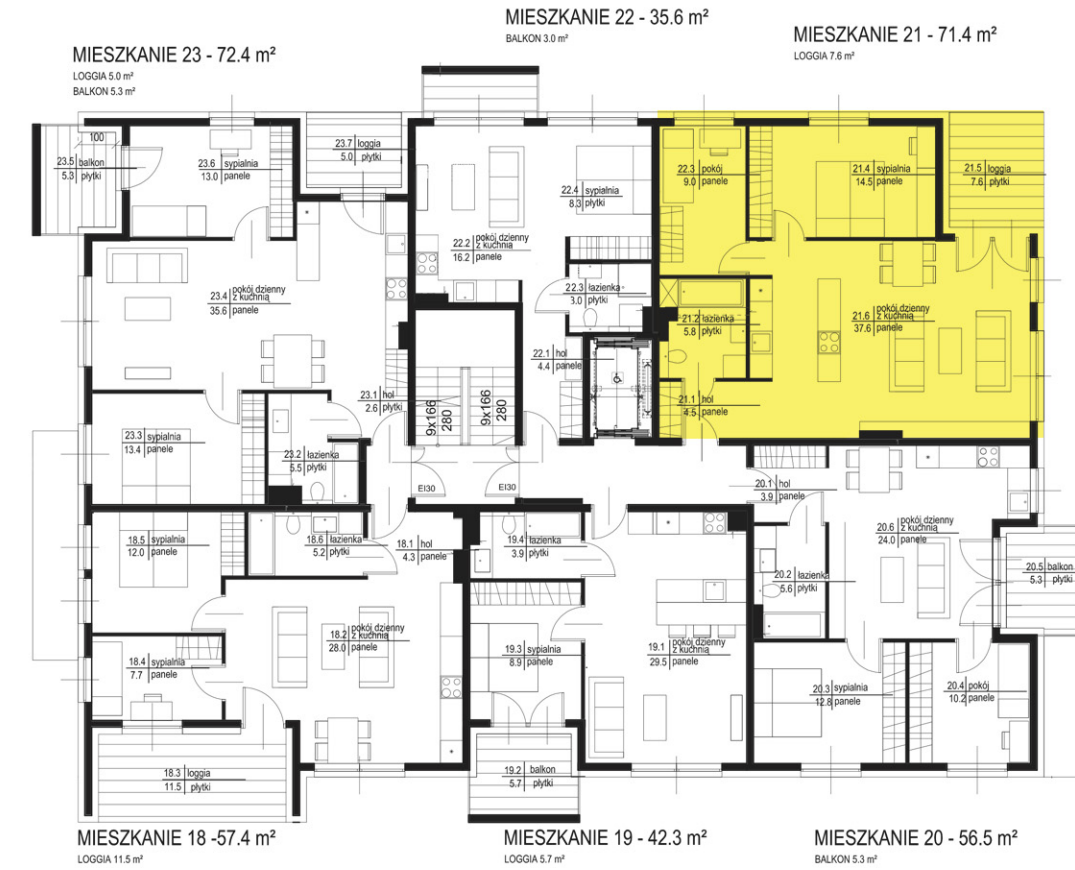 MIESZKANIE 22 - 35.6 m²
BALKON 3.0 m²
MIESZKANIE 21 - 71.4 m²
LOGGIA 7.6 m²
MIESZKANIE 23 - 72.4 m²
LOGGIA 5.0 m²
BALKON 5.3 m²
100
23.5 balkon
5.3 płytki
23.6 sypialnia
13.0 panele
23.7 loggia
5.0 płytki
22.4 sypialnia
8.3 płytki
22.3 pokój
9.0 panele
21.4 sypialnia
14.5 panele
21.5 loggia
7.6 płytki
22.2 pokój dzienny
z kuchnią
16.2 panele
23.4 pokój dzienny
z kuchnią
35.6 panele
22.3 łazienka
3.0 płytki
21.2 łazienka
5.8 płytki
21.6 pokój dzienny
z kuchnią
37.6 panele
22.1 hol
4.4 panele
23.1 hol
2.6 płytki
9x166
280
9x166
280
21.1 hol
4.5 panele
23.3 sypialnia
13.4 panele
23.2 łazienka
5.5 płytki
EI30
EI30
20.1 hol
3.9 panele
18.5 sypialnia
12.0 panele
18.6 łazienka
5.2 płytki
18.1 hol
4.3 panele
19.4 łazienka
3.9 płytki
20.6 pokój dzienny
z kuchnią
24.0 panele
20.2 łazienka
5.6 płytki
20.5 balkon
5.3 płytki
18.2 pokój dzienny
z kuchnią
28.0 panele
19.3 sypialnia
8.9 panele
19.1 pokój dzienny
z kuchnią
29.5 panele
18.4 sypialnia
7.7 panele
20.3 sypialnia
12.8 panele
20.4 pokój
10.2 panele
18.3 loggia
11.5 płytki
19.2 balkon
5.7 płytki
MIESZKANIE 18 -57.4 m²
LOGGIA 11.5 m²
MIESZKANIE 19 - 42.3 m²
LOGGIA 5.7 m²
MIESZKANIE 20 - 56.5 m²
BALKON 5.3 m²